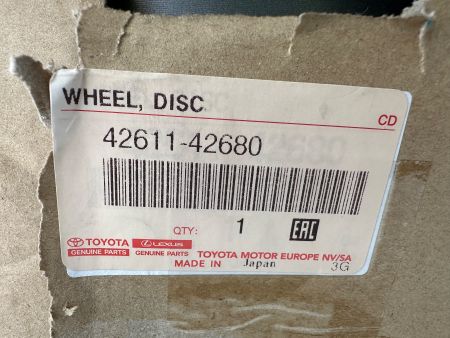 WHEEL, DISC
CD
42611-42680
QTY: 1 EAC
TOYOTA LEXUS
GENUINE PARTS GENUINE PARTS TOYOTA MOTOR EUROPE NV/SA
MADE IN Japan 3G